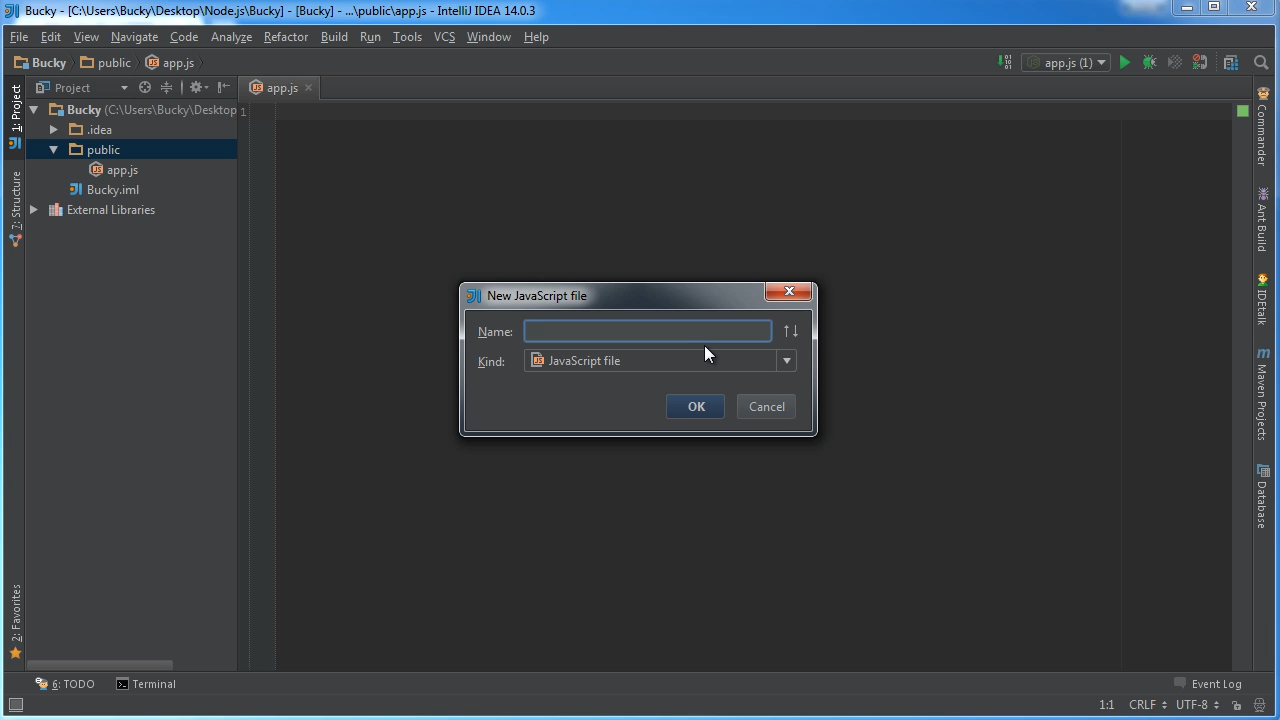 Bucky - [C:\Users\Bucky\Desktop\Node.js\Bucky] - [Bucky] - ...\public\app.js - IntelliJ IDEA 14.0.3
File Edit View Navigate Code Analyze Refactor Build Run Tools VCS Window Help
Bucky public app.js app.js (1)
Project app.js
1: Project
7: Structure
2: Favorites
Bucky (C:\Users\Bucky\Desktop
.idea
public
app.js
Bucky.iml
External Libraries
1
New JavaScript file
Name:
Kind: JavaScript file
OK Cancel
Commander
Ant Build
IDEtalk
Maven Projects
Database
6: TODO Terminal Event Log
1:1 CRLF UTF-8